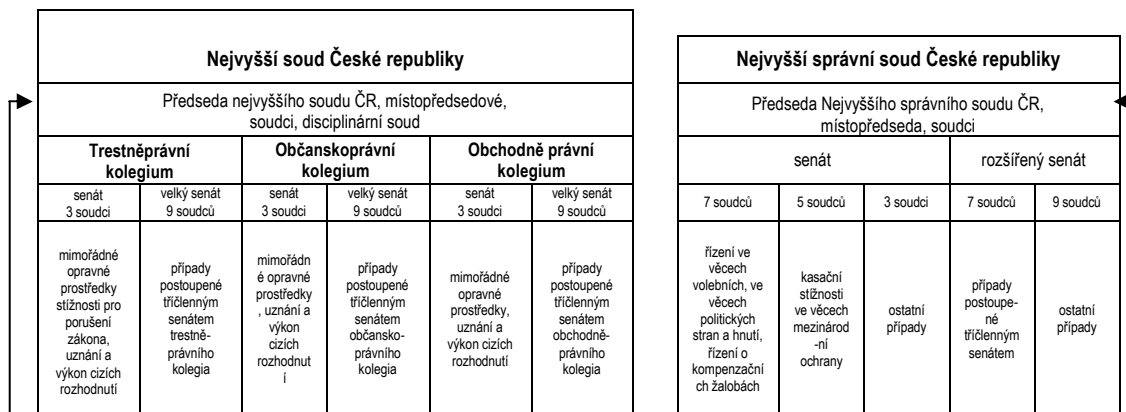 Nejvyšší soud České republiky
Předseda nejvyššího soudu ČR, místopředsedové,
soudci, disciplinární soud
Trestněprávní
kolegium
Občanskoprávní
kolegium
Obchodně právní
kolegium
senát
3 soudci
velký senát
9 soudců
senát
3 soudci
velký senát
9 soudců
senát
3 soudci
velký senát
9 soudců
mimořádné
opravné
prostředky
stížnosti pro
porušení
zákona,
uznání a
výkon cizích
rozhodnutí
případy
postoupené
tříčlenným
senátem
trestně-
právního
kolegia
mimořádn
é opravné
prostředky
, uznání a
výkon
cizích
rozhodnut
í
případy
postoupené
tříčlenným
senátem
občansko-
právního
kolegia
mimořádné
opravné
prostředky,
uznání a
výkon cizích
rozhodnutí
případy
postoupené
tříčlenným
senátem
obchodně-
právního
kolegia
Nejvyšší správní soud České republiky
Předseda Nejvyššího správního soudu ČR,
místopředseda, soudci
senát
rozšířený senát
7 soudců
5 soudců
3 soudci
7 soudců
9 soudců
řízení ve
věcech
volebních, ve
věcech
politických
stran a hnutí,
řízení o
kompenzační
ch žalobách
kasační
stížnosti
ve věcech
mezinárod
-ní
ochrany
ostatní
případy
případy
postoupe-
né
tříčlenným
senátem
ostatní
případy